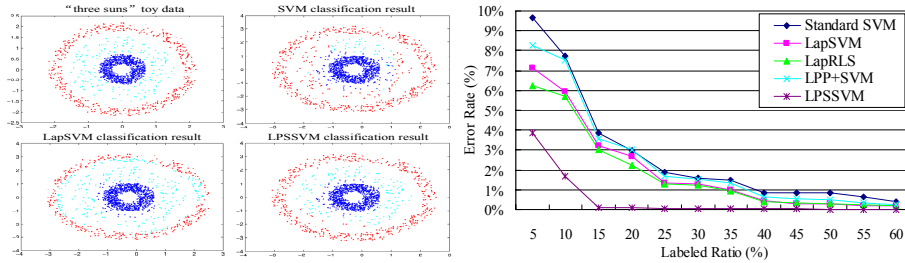 "three suns" toy data
SVM classification result
LapSVM classification result
LPSSVM classification result
Error Rate (%)
10%
9%
8%
7%
6%
5%
4%
3%
2%
1%
0%
Standard SVM
LapSVM
LapRLS
LPP+SVM
LPSSVM
5 10 15 20 25 30 35 40 45 50 55 60
Labeled Ratio (%)